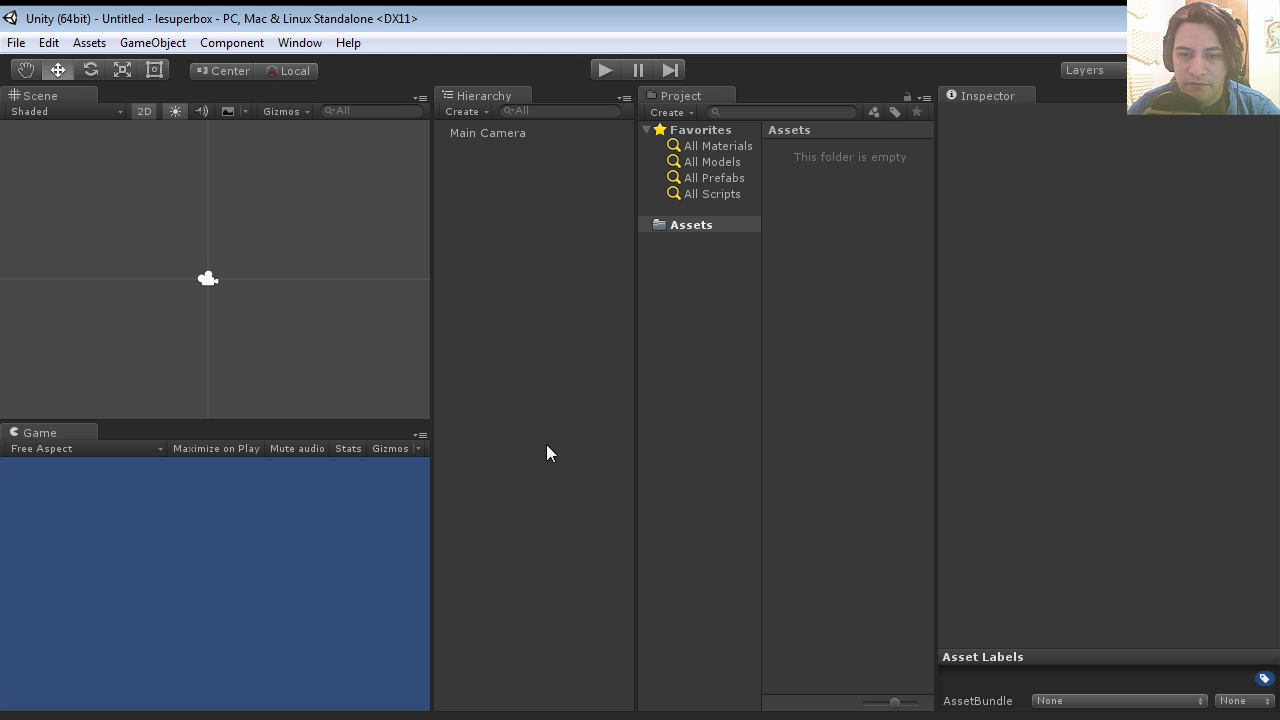 Unity (64bit) - Untitled - lesuperbox - PC, Mac & Linux Standalone <DX11>
File Edit Assets GameObject Component Window Help
Center Local Layers
Scene
Shaded 2D Gizmos All
Game
Free Aspect Maximize on Play Mute audio Stats Gizmos
Hierarchy
Create All
Main Camera
Project
Create
Favorites
All Materials
All Models
All Prefabs
All Scripts
Assets
Assets
This folder is empty
Inspector
Asset Labels
AssetBundle None None